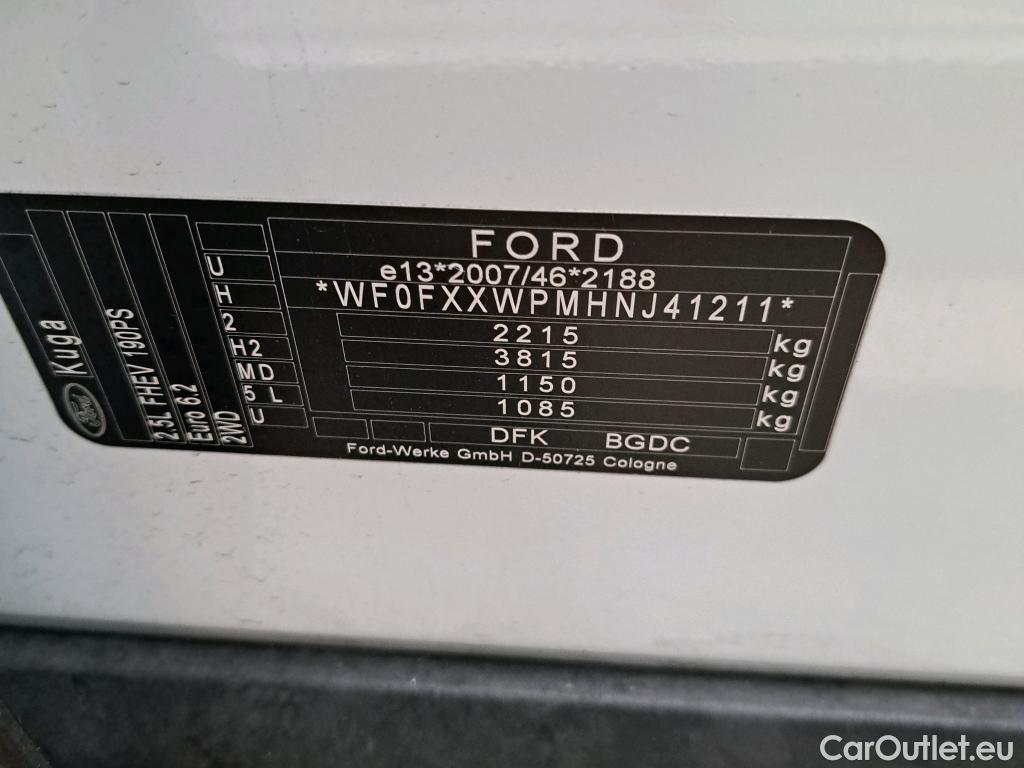 FORD
e13*2007/46*2188
*WF0FXXWPMHNJ41211*
2215 kg
3815 kg
1150 kg
1085 kg
DFK BGDC
Ford-Werke GmbH D-50725 Cologne
U
H
2
H2
MD
5 L
U
Ford
Kuga
2.5L FHEV 190PS
Euro 6.2
2WD
CarOutlet.eu